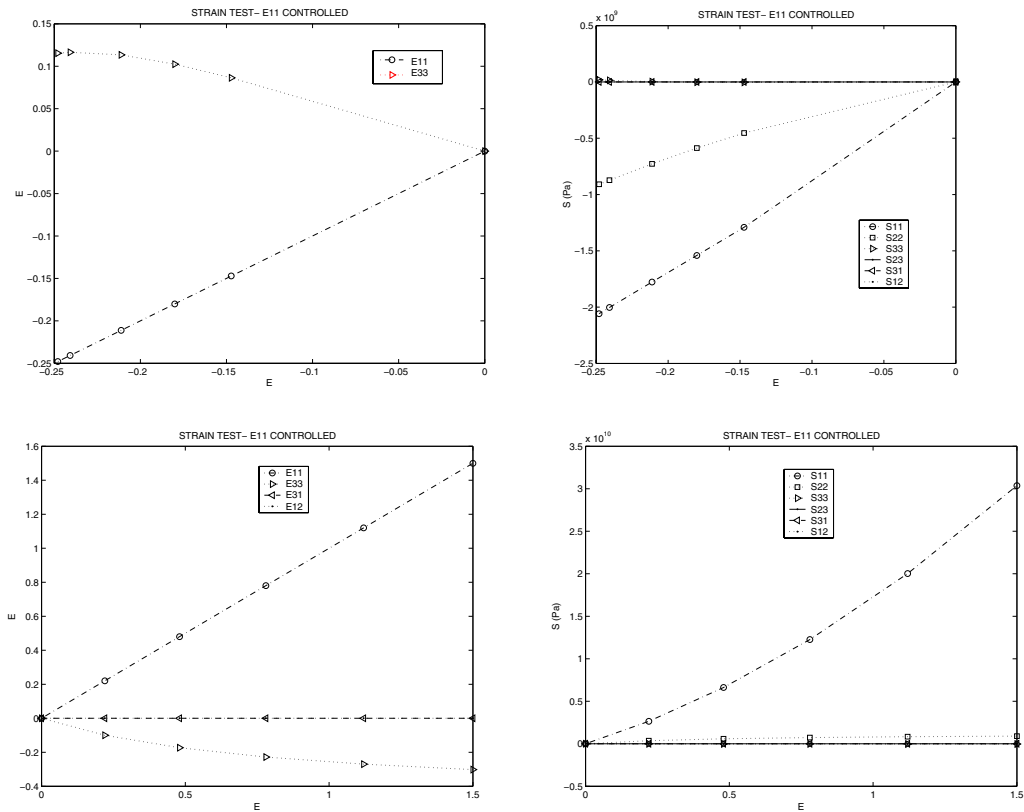 STRAIN TEST− E11 CONTROLLED
0.15
0.1
0.05
0
−0.05
−0.1
−0.15
−0.2
−0.25
E
E11
E33
−0.25
−0.2
−0.15
−0.1
−0.05
0
E
STRAIN TEST− E11 CONTROLLED
x 10⁹
0.5
0
−0.5
−1
−1.5
−2
−2.5
S (Pa)
S11
S22
S33
S23
S31
S12
−0.25
−0.2
−0.15
−0.1
−0.05
0
E
STRAIN TEST− E11 CONTROLLED
1.6
1.4
1.2
1
0.8
0.6
0.4
0.2
0
−0.2
−0.4
E
E11
E33
E31
E12
0
0.5
1
1.5
E
STRAIN TEST− E11 CONTROLLED
x 10¹⁰
3.5
3
2.5
2
1.5
1
0.5
0
−0.5
S (Pa)
S11
S22
S33
S23
S31
S12
0
0.5
1
1.5
E